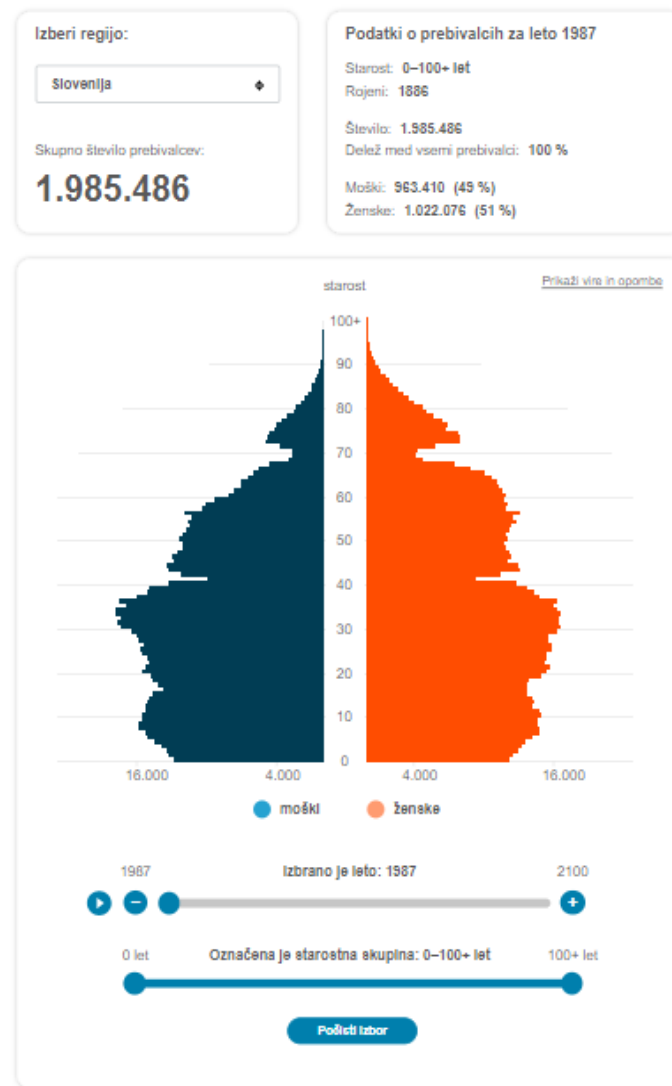 Izberi regijo:
Slovenija
Skupno število prebivalcev:
1.985.486
Podatki o prebivalcih za leto 1987
Starost: 0–100+ let
Rojeni: 1886
Število: 1.985.486
Delež med vsemi prebivalci: 100 %
Moški: 963.410 (49 %)
Ženske: 1.022.076 (51 %)
starost
Prikaži vire in opombe
100+
90
80
70
60
50
40
30
20
10
0
16.000 4.000 4.000 16.000
moški ženske
1987 Izbrano je leto: 1987 2100
0 let Označena je starostna skupina: 0–100+ let 100+ let
Počisti izbor